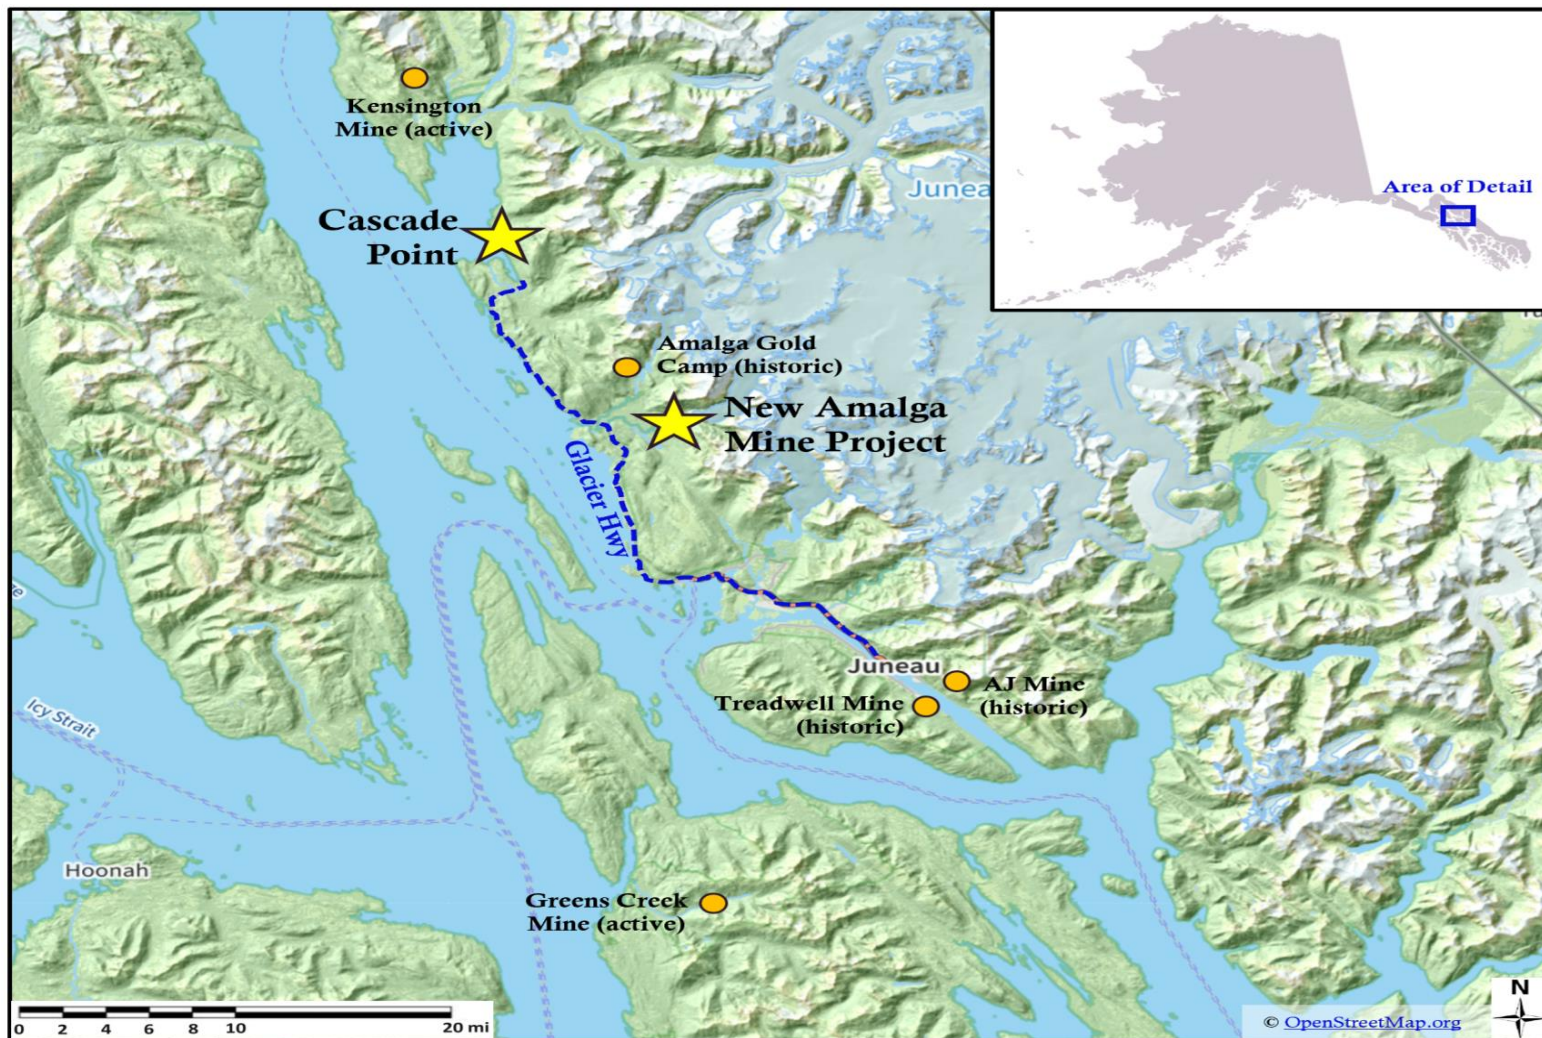 Kensington
Mine (active)
Juneau
Area of Detail
Cascade
Point
Amalga Gold
Camp (historic)
New Amalga
Mine Project
Glacier Hwy
Juneau
AJ Mine
(historic)
Treadwell Mine
(historic)
Icy Strait
Hoonah
Greens Creek
Mine (active)
0 2 4 6 8 10 20 mi
N
© OpenStreetMap.org